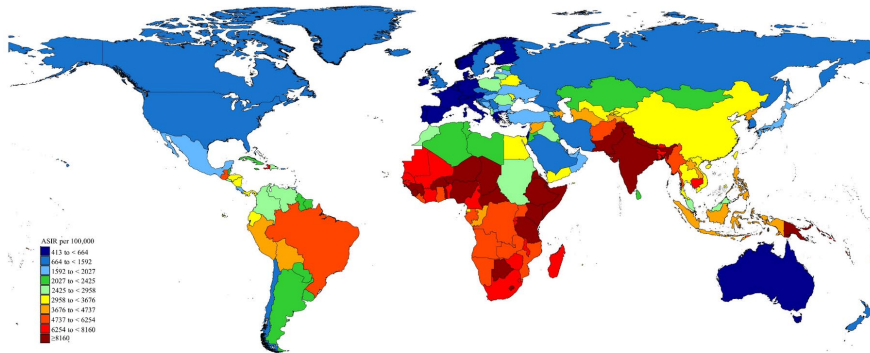 ASIR per 100,000
413 to < 664
664 to < 1592
1592 to < 2027
2027 to < 2425
2425 to < 2958
2958 to < 3676
3676 to < 4737
4737 to < 6254
6254 to < 8160
≥8160